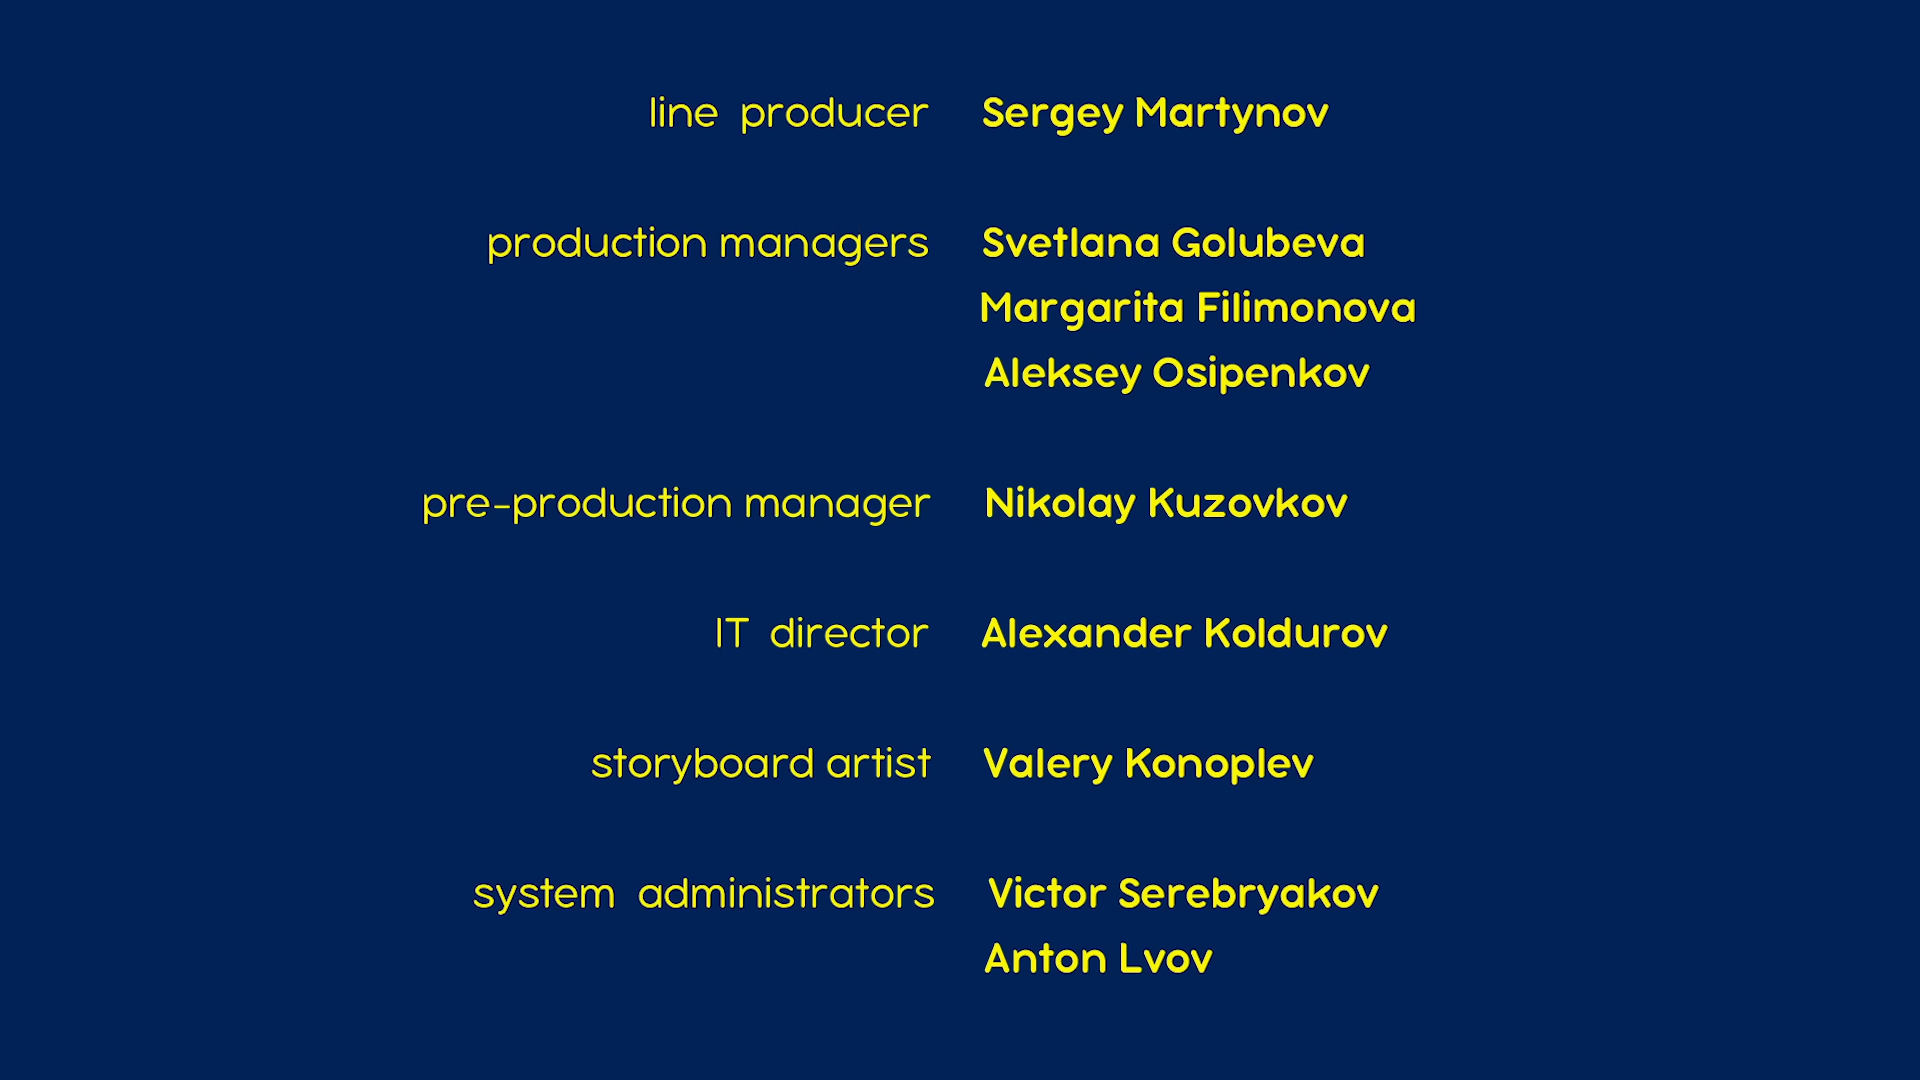 line producer Sergey Martynov
production managers Svetlana Golubeva
Margarita Filimonova
Aleksey Osipenkov
pre-production manager Nikolay Kuzovkov
IT director Alexander Koldurov
storyboard artist Valery Konoplev
system administrators Victor Serebryakov
Anton Lvov